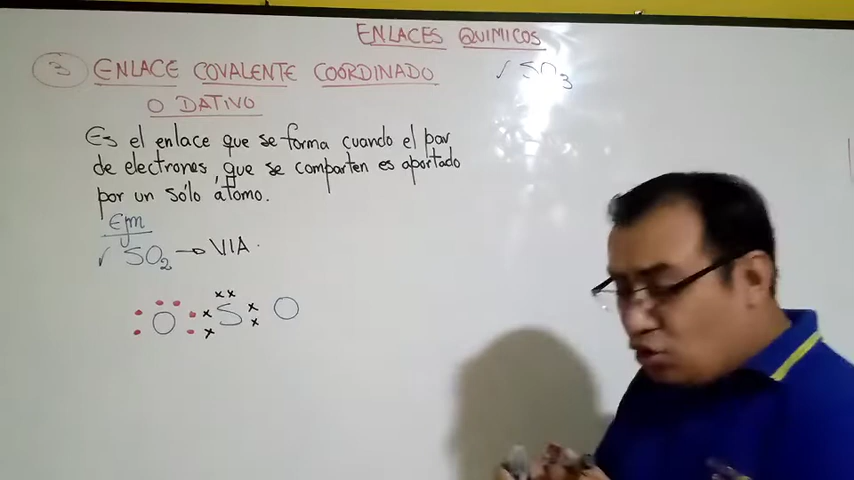 ENLACES QUIMICOS
3 ENLACE COVALENTE COORDINADO
O DATIVO
✓ SO3
Es el enlace que se forma cuando el par
de electrones, que se comparten es aportado
por un sólo átomo.
Ejm
✓ SO2 → VIA.
O S O